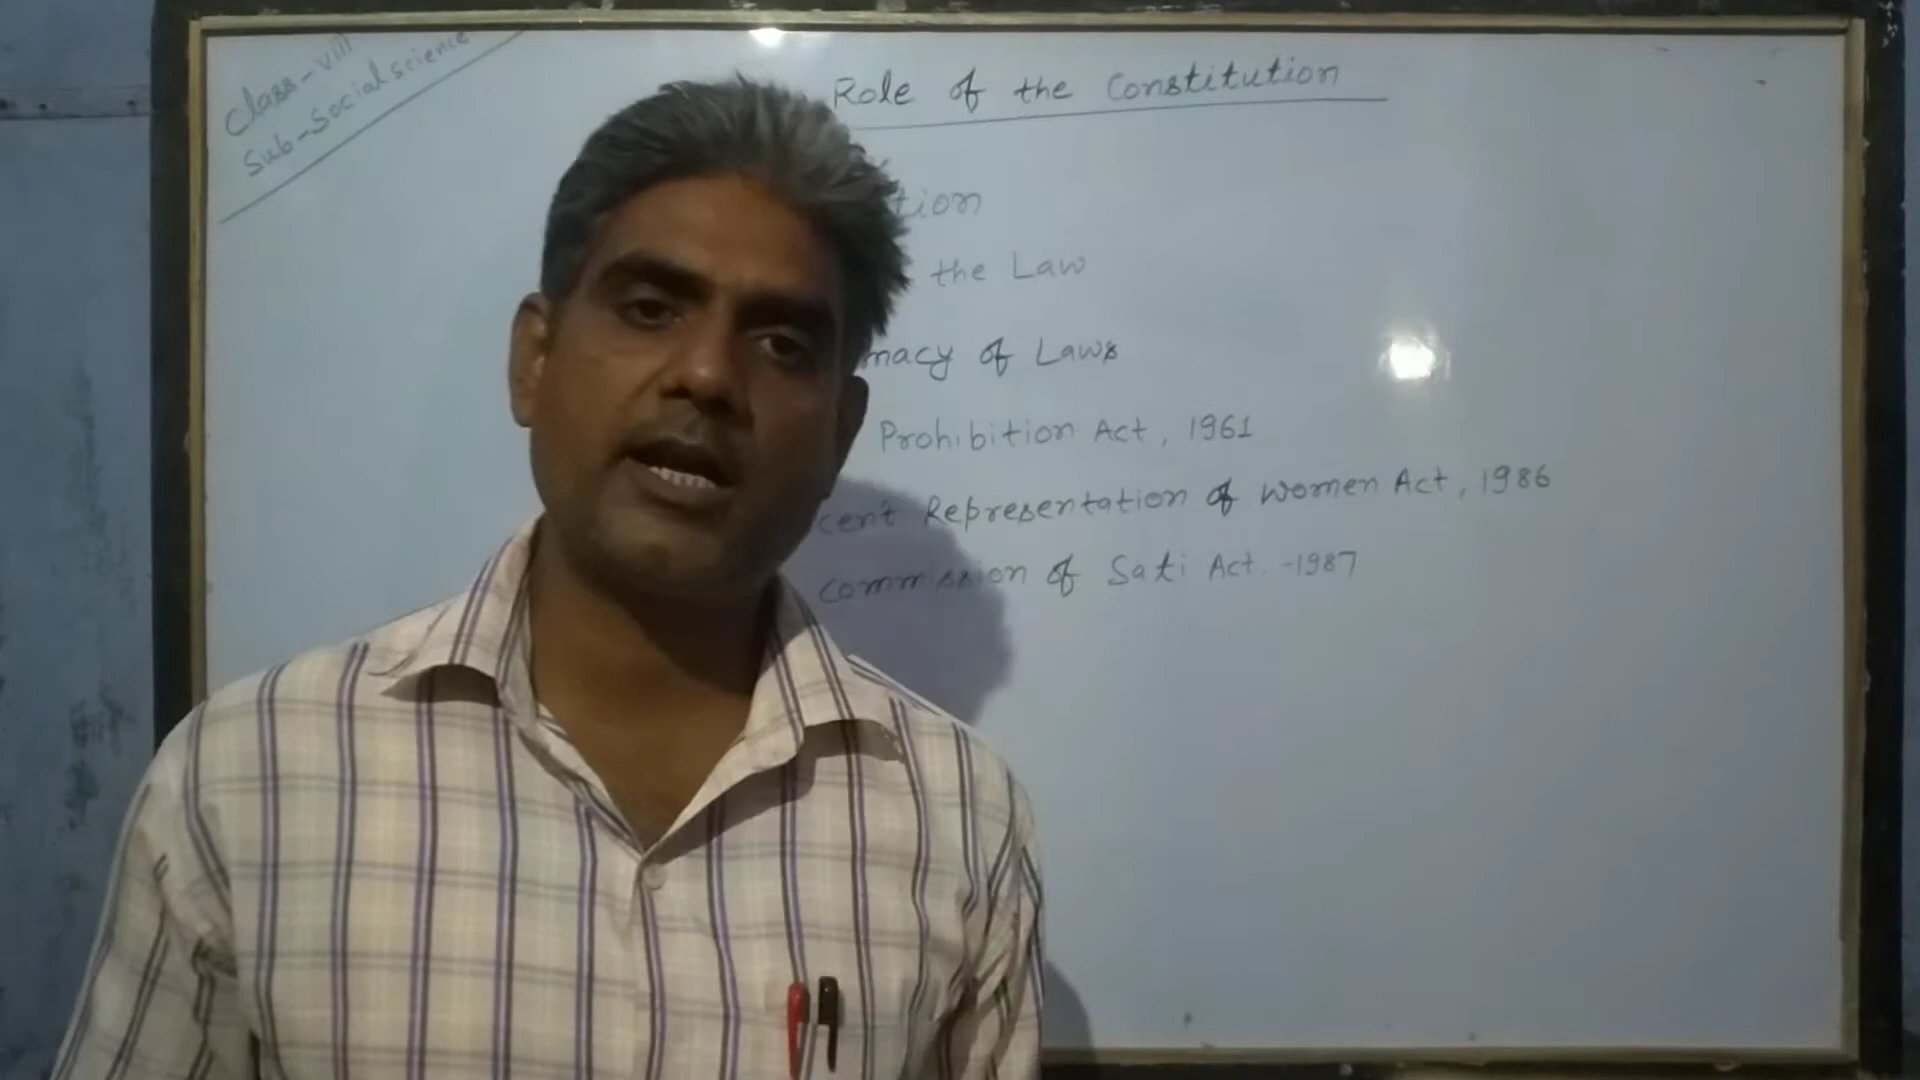 Class-VIII
Sub-Social science
Role of the Constitution
tion
the Law
macy of Laws
Prohibition Act, 1961
cent Representation of Women Act, 1986
commission of Sati Act.-1987